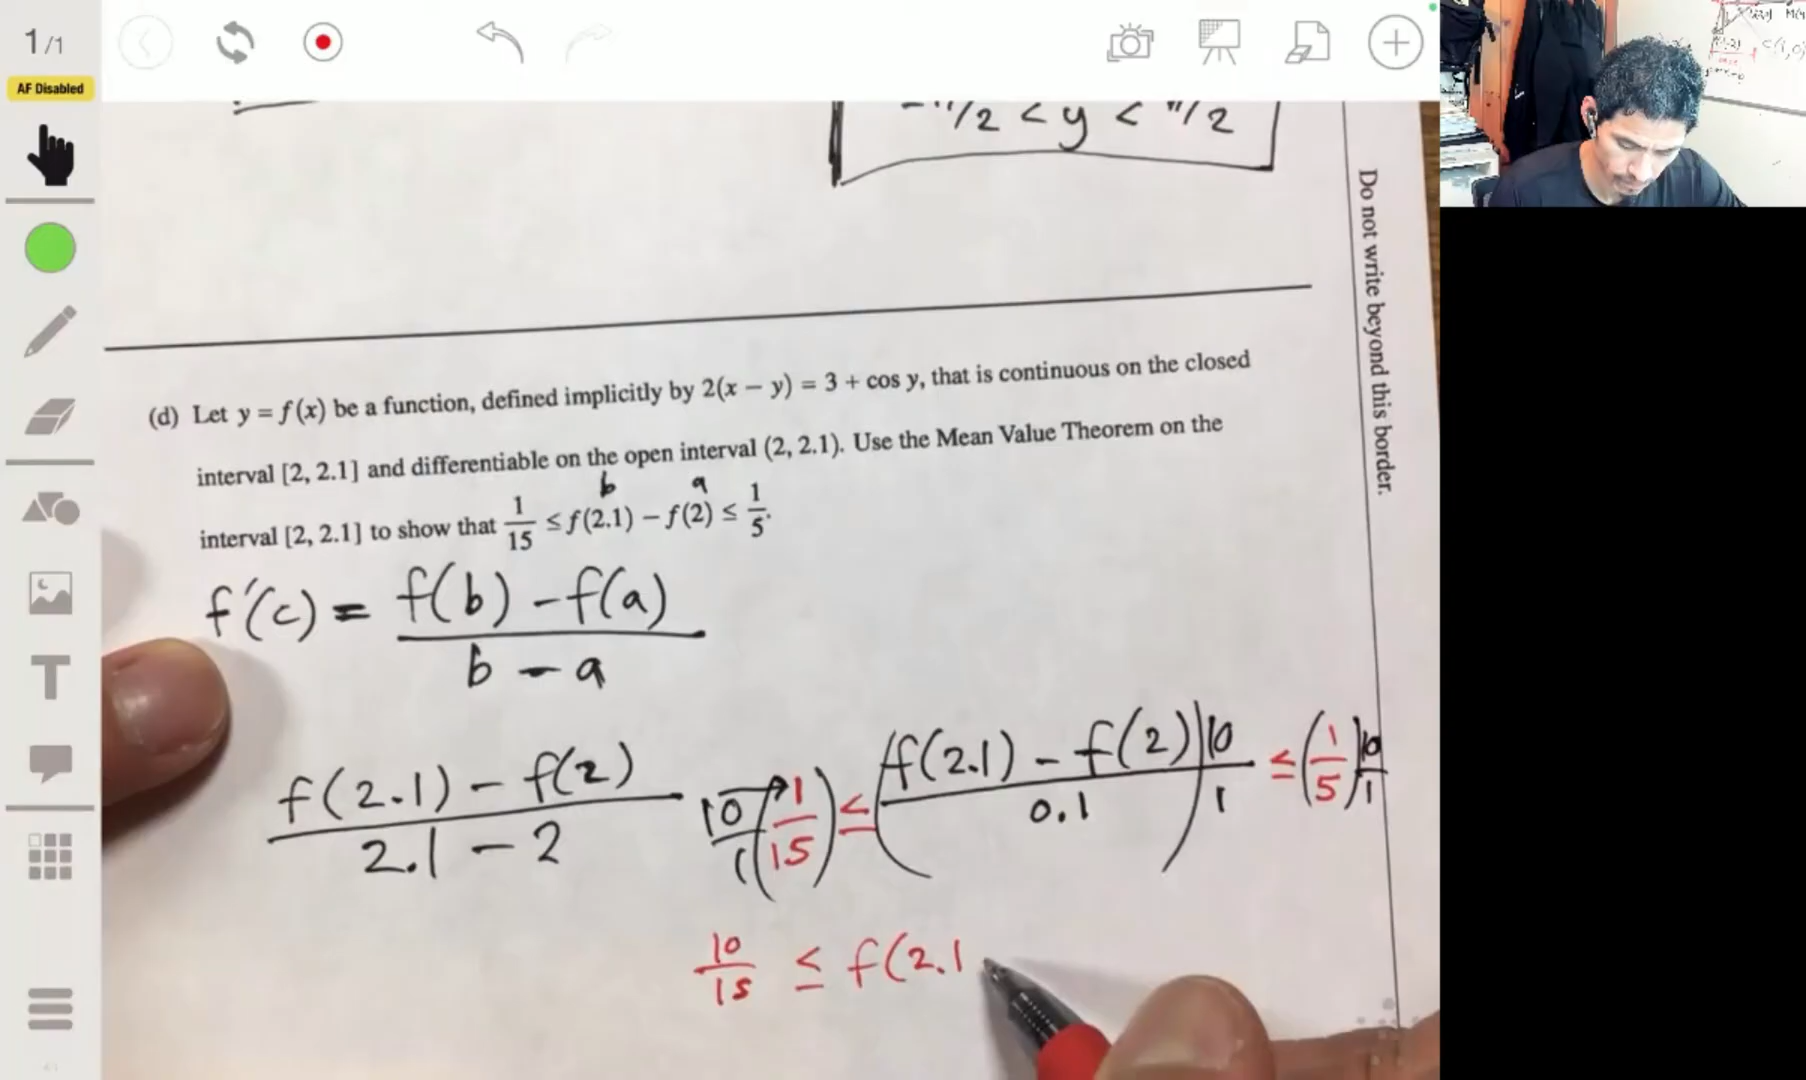 1/1
AF Disabled
-π/2 < y < π/2
Do not write beyond this border.
(d) Let y = f(x) be a function, defined implicitly by 2(x − y) = 3 + cos y, that is continuous on the closed
interval [2, 2.1] and differentiable on the open interval (2, 2.1). Use the Mean Value Theorem on the
b a
interval [2, 2.1] to show that 1/15 ≤ f(2.1) − f(2) ≤ 1/5.
f'(c) = f(b) - f(a) / b - a
f(2.1) - f(2) / 2.1 - 2
10/1 (1/15) ≤ (f(2.1) - f(2) / 0.1) 10/1 ≤ (1/5) 10/1
10/15 ≤ f(2.1
T
C(1,0)